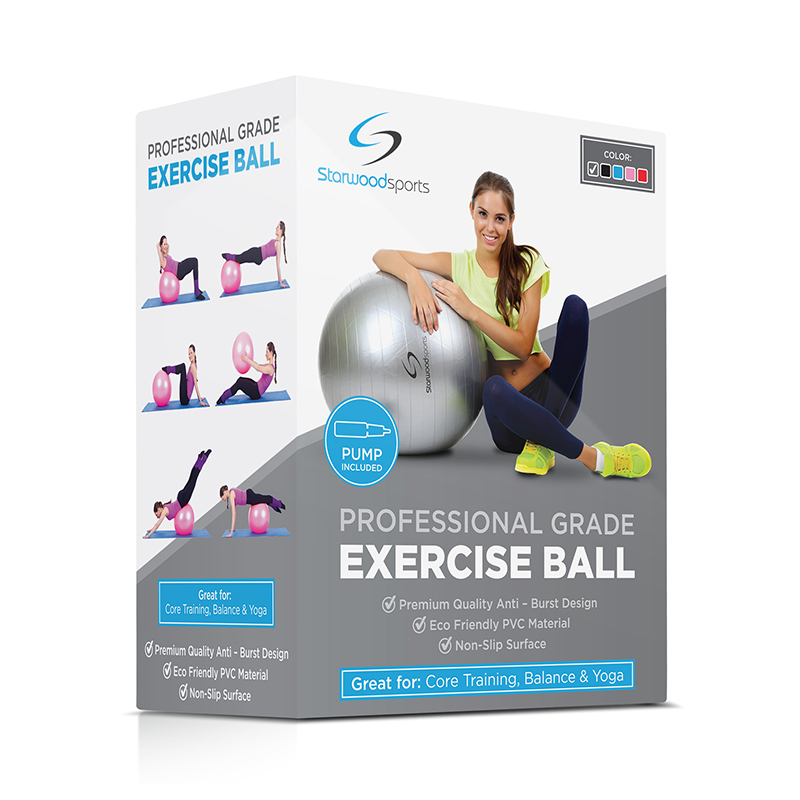 PROFESSIONAL GRADE
EXERCISE BALL
Great for:
Core Training, Balance & Yoga
Premium Quality Anti – Burst Design
Eco Friendly PVC Material
Non-Slip Surface
Starwoodsports
COLOR:
Starwoodsports
PUMP
INCLUDED
PROFESSIONAL GRADE
EXERCISE BALL
Premium Quality Anti – Burst Design
Eco Friendly PVC Material
Non-Slip Surface
Great for: Core Training, Balance & Yoga